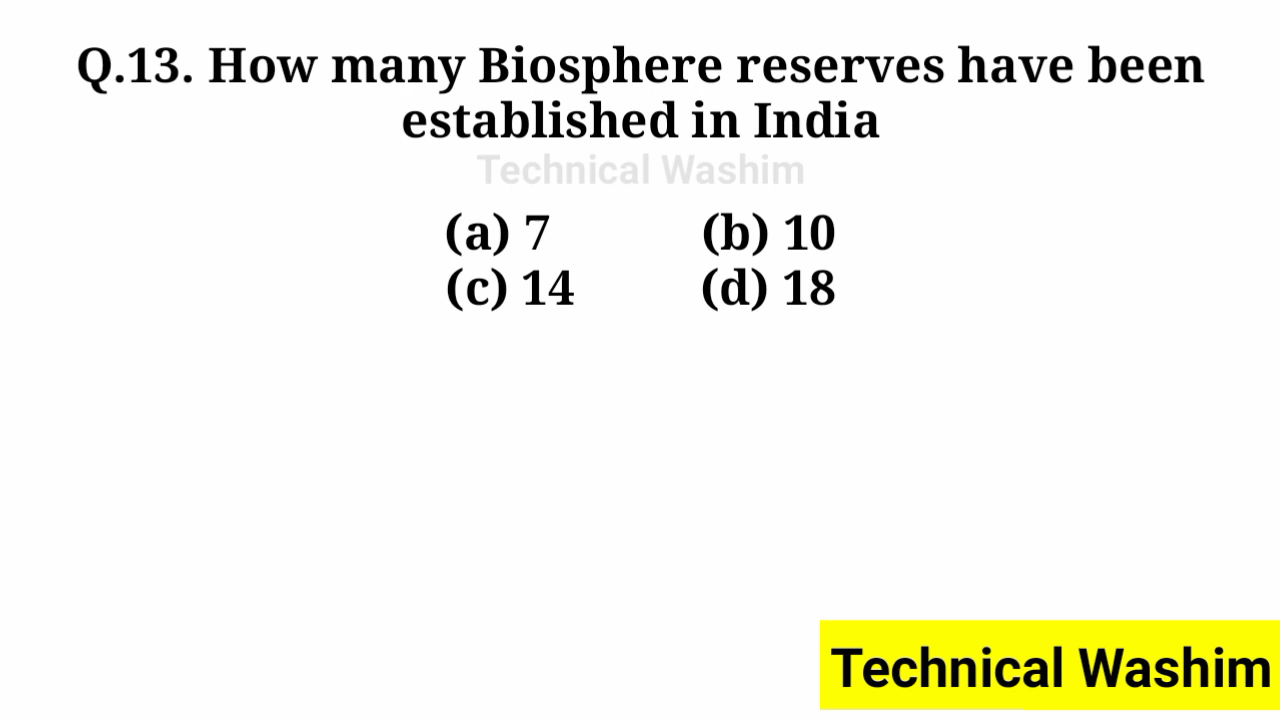 Q.13. How many Biosphere reserves have been
established in India
Technical Washim
(a) 7 (b) 10
(c) 14 (d) 18
Technical Washim